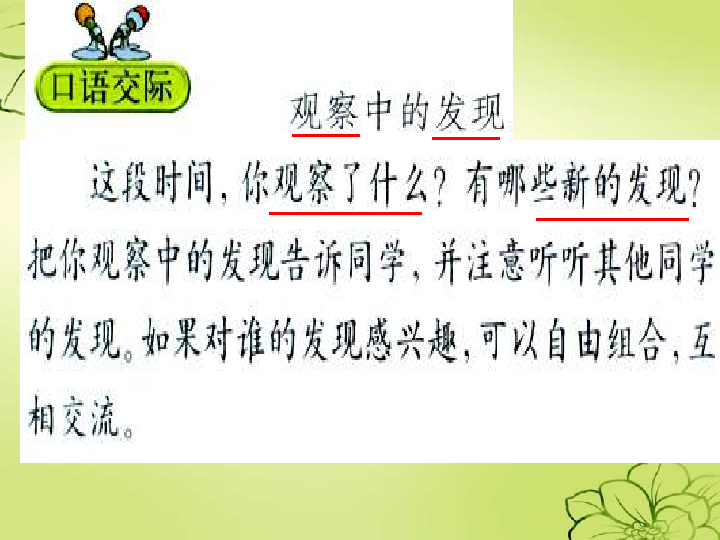 口语交际
观察中的发现
这段时间，你观察了什么？有哪些新的发现？
把你观察中的发现告诉同学，并注意听听其他同学
的发现。如果对谁的发现感兴趣，可以自由组合，互
相交流。